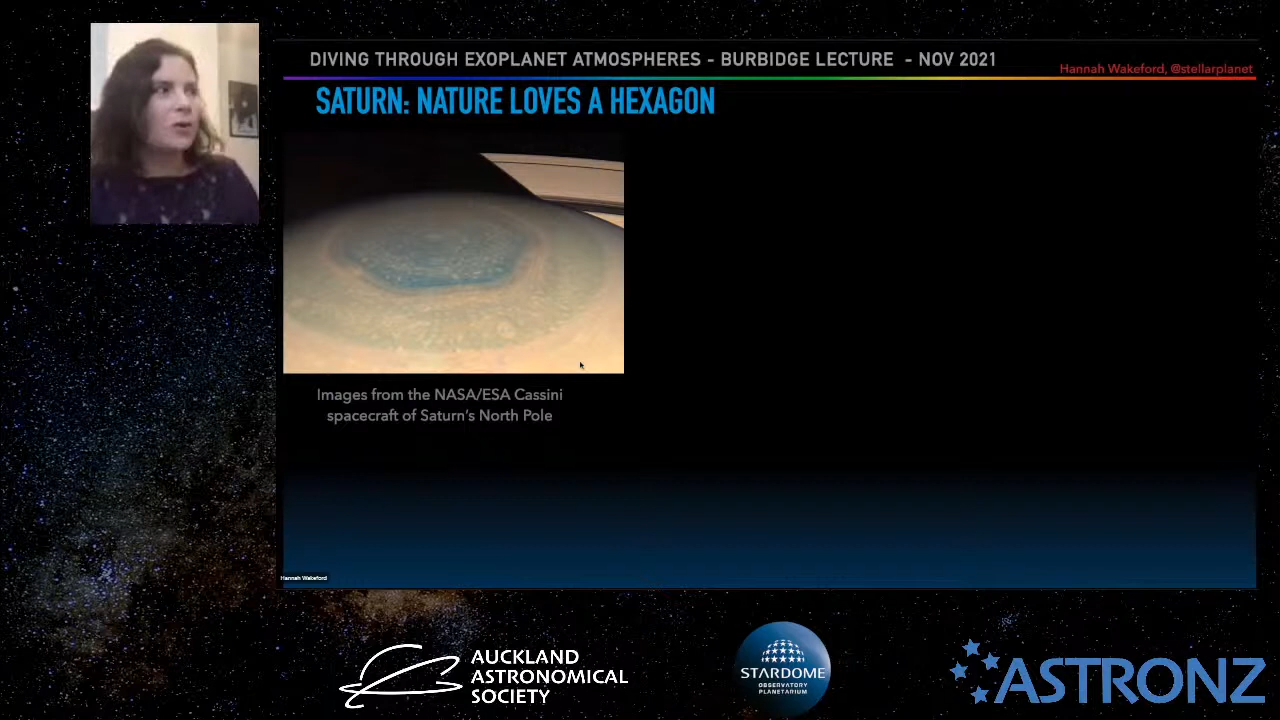 DIVING THROUGH EXOPLANET ATMOSPHERES - BURBIDGE LECTURE - NOV 2021
Hannah Wakeford, @stellarplanet
SATURN: NATURE LOVES A HEXAGON
Images from the NASA/ESA Cassini
spacecraft of Saturn's North Pole
Hannah Wakeford
AUCKLAND
ASTRONOMICAL
SOCIETY
STARDOME
OBSERVATORY
PLANETARIUM
ASTRONZ